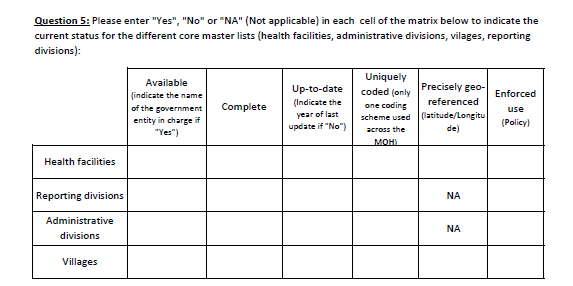 Question 5: Please enter "Yes", "No" or "NA" (Not applicable) in each cell of the matrix below to indicate the
current status for the different core master lists (health facilities, administrative divisions, vilages, reporting
divisions):
Available
(indicate the name
of the government
entity in charge if
"Yes")
Complete
Up-to-date
(Indicate the
year of last
update if "No")
Uniquely
coded (only
one coding
scheme used
across the
MOH)
Precisely geo-
referenced
(latitude/Longitu
de)
Enforced
use
(Policy)
Health facilities
Reporting divisions
NA
Administrative
divisions
NA
Villages